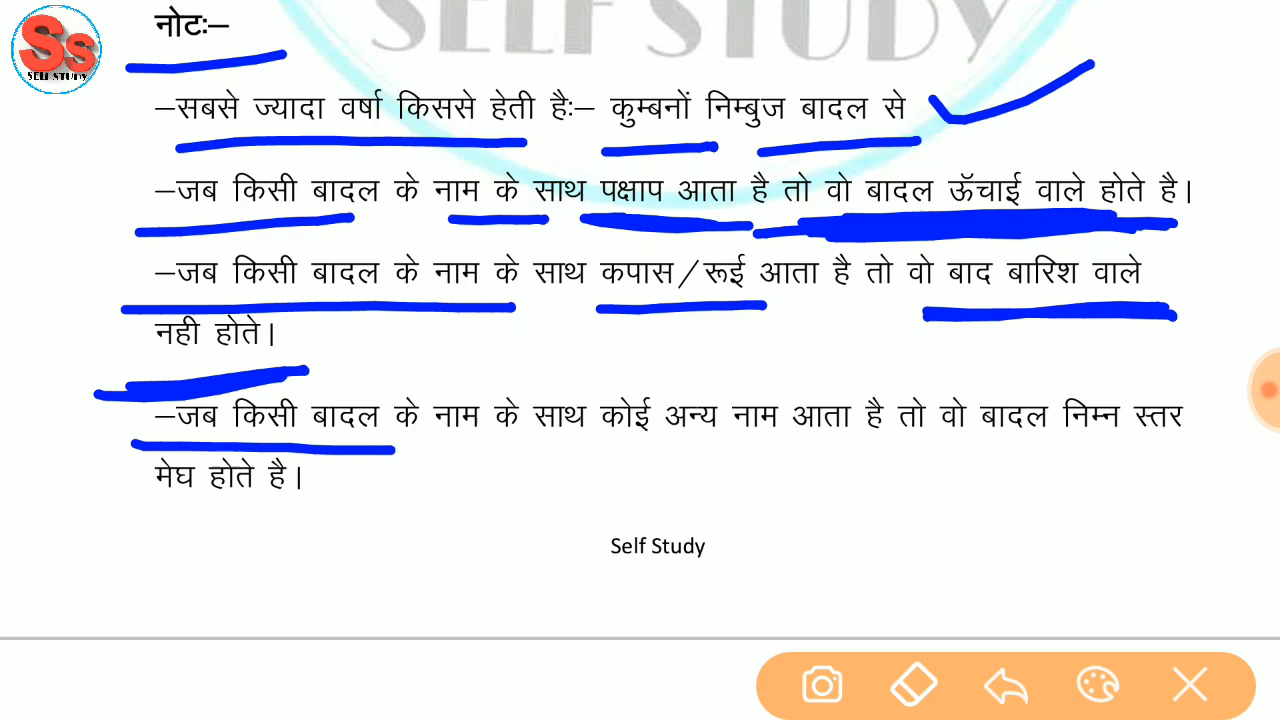 SELF STUDY
Ss
SELF STUDY
नोटः–
–सबसे ज्यादा वर्षा किससे हेती हैः– कुम्बनों निम्बुज बादल से
–जब किसी बादल के नाम के साथ पक्षाप आता है तो वो बादल ऊॅचाई वाले होते है।
–जब किसी बादल के नाम के साथ कपास/रूई आता है तो वो बाद बारिश वाले
नही होते।
–जब किसी बादल के नाम के साथ कोई अन्य नाम आता है तो वो बादल निम्न स्तर
मेघ होते है।
Self Study